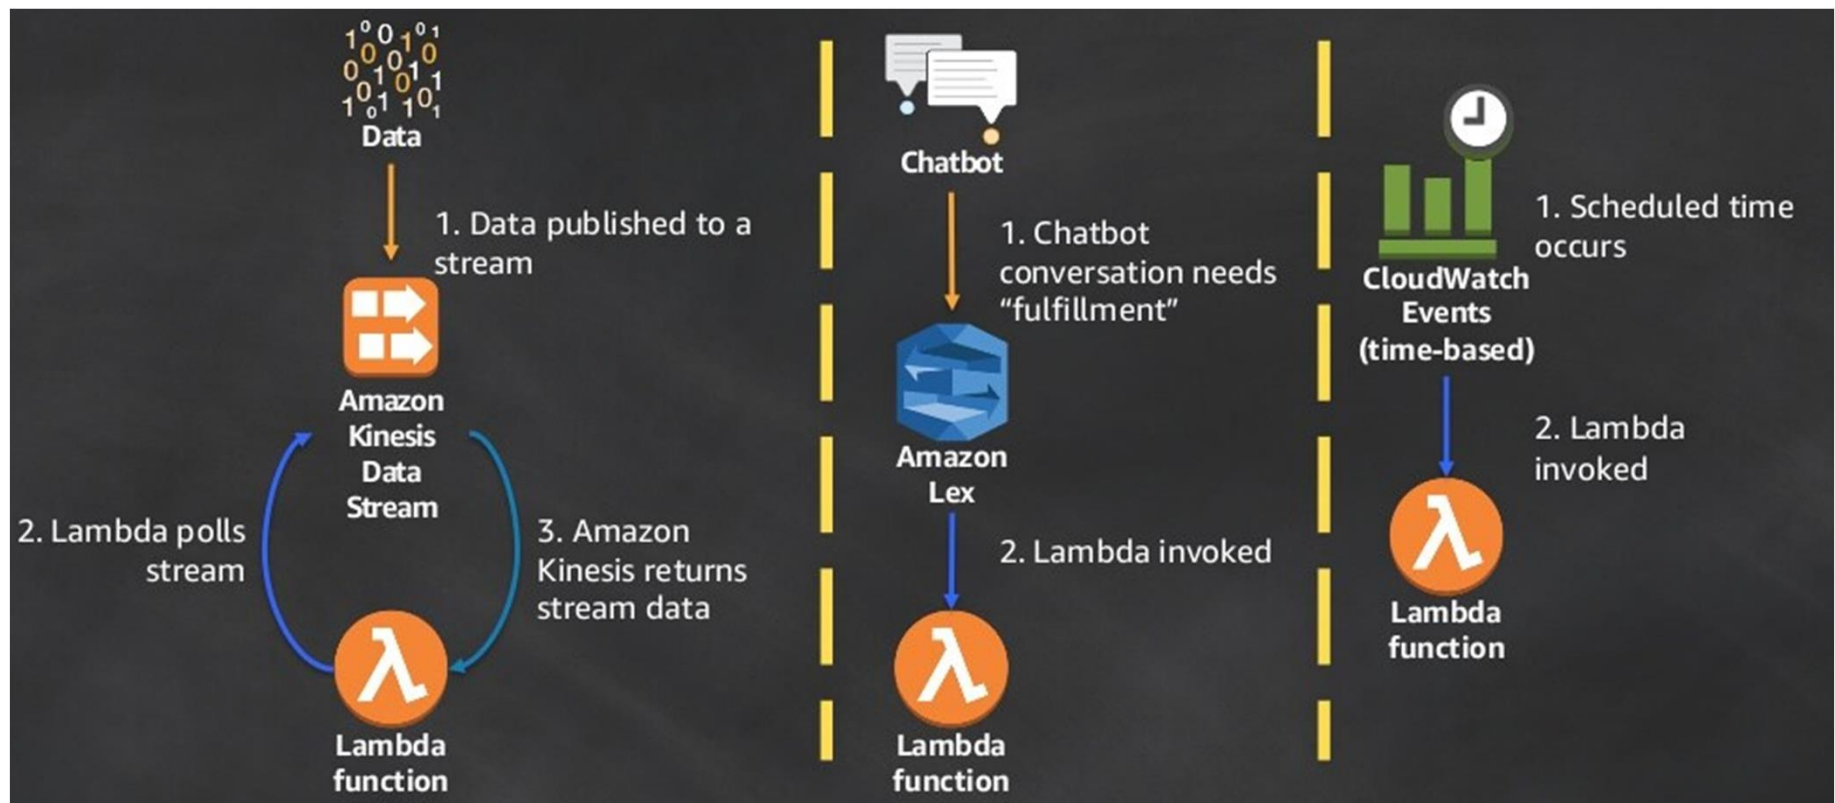 Data
1. Data published to a
stream
Amazon
Kinesis
Data
Stream
2. Lambda polls
stream
3. Amazon
Kinesis returns
stream data
Lambda
function
Chatbot
1. Chatbot
conversation needs
“fulfillment”
Amazon
Lex
2. Lambda invoked
Lambda
function
1. Scheduled time
occurs
CloudWatch
Events
(time-based)
2. Lambda
invoked
Lambda
function